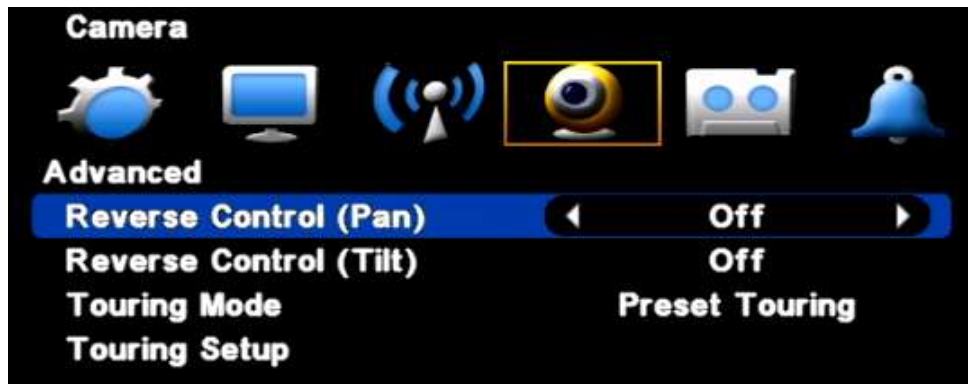 Camera
Advanced
Reverse Control (Pan) Off
Reverse Control (Tilt) Off
Touring Mode Preset Touring
Touring Setup